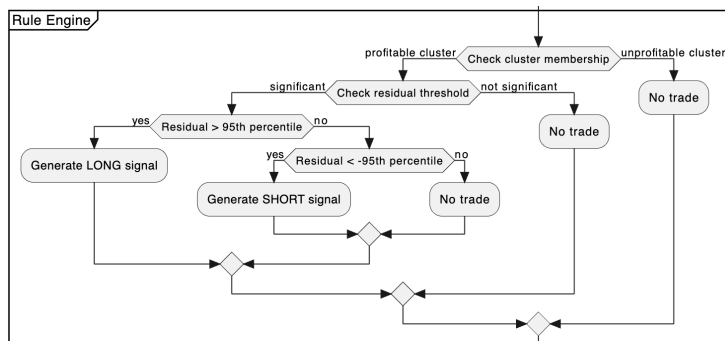 Rule Engine
profitable cluster
Check cluster membership
unprofitable cluster
significant
Check residual threshold
not significant
No trade
yes
Residual > 95th percentile
no
No trade
Generate LONG signal
yes
Residual < -95th percentile
no
Generate SHORT signal
No trade